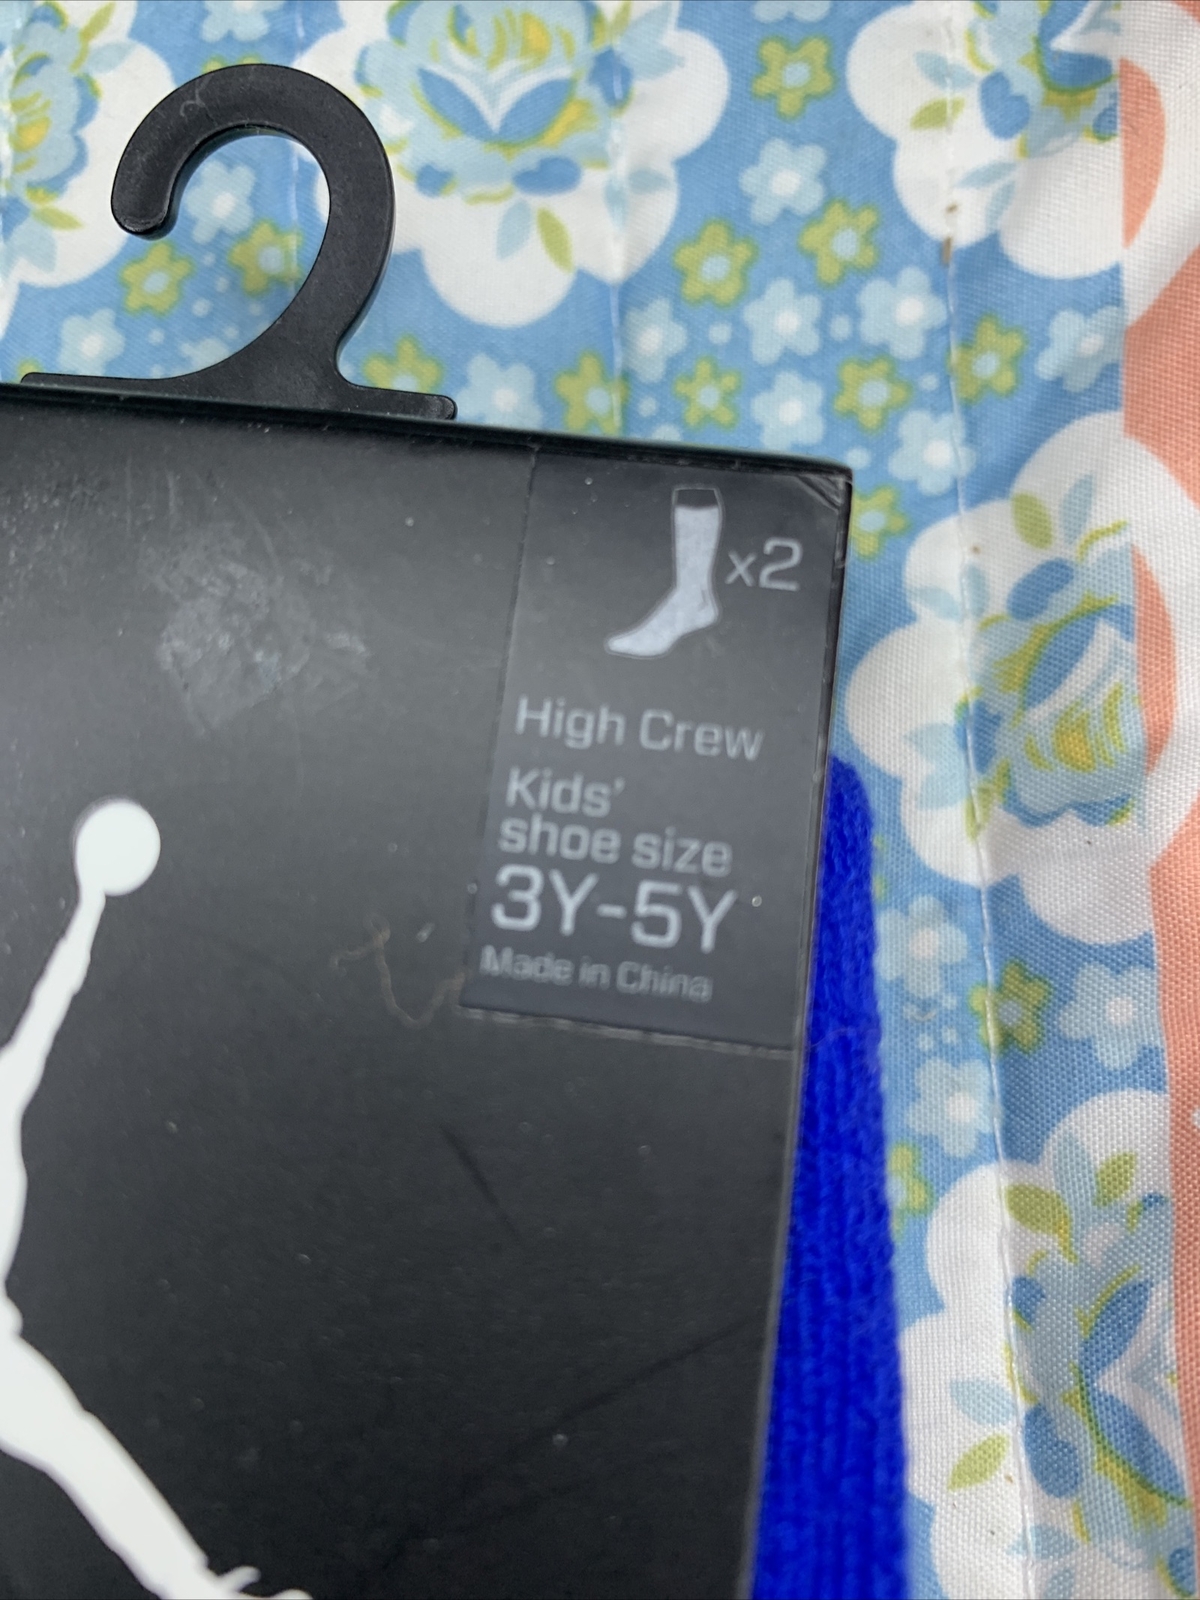 x2
High Crew
Kids'
shoe size
3Y-5Y
Made in China